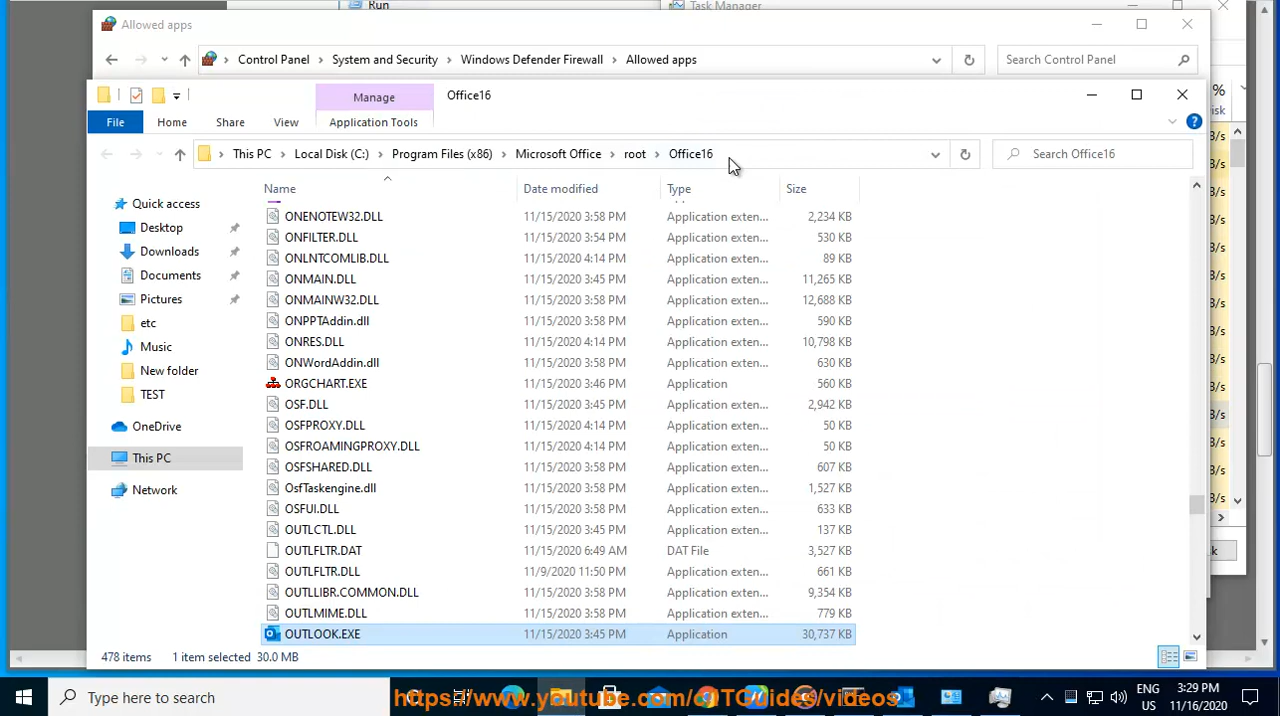 Run
Task Manager
Allowed apps
Control Panel > System and Security > Windows Defender Firewall > Allowed apps
Search Control Panel
Manage
Office16
File Home Share View Application Tools
This PC > Local Disk (C:) > Program Files (x86) > Microsoft Office > root > Office16
Search Office16
Name Date modified Type Size
ONENOTEW32.DLL 11/15/2020 3:58 PM Application exten... 2,234 KB
ONFILTER.DLL 11/15/2020 3:54 PM Application exten... 530 KB
ONLNTCOMLIB.DLL 11/15/2020 4:14 PM Application exten... 89 KB
ONMAIN.DLL 11/15/2020 4:14 PM Application exten... 11,265 KB
ONMAINW32.DLL 11/15/2020 3:58 PM Application exten... 12,688 KB
ONPPTAddin.dll 11/15/2020 3:58 PM Application exten... 590 KB
ONRES.DLL 11/15/2020 4:14 PM Application exten... 10,798 KB
ONWordAddin.dll 11/15/2020 3:58 PM Application exten... 630 KB
ORGCHART.EXE 11/15/2020 3:46 PM Application 560 KB
OSF.DLL 11/15/2020 3:45 PM Application exten... 2,942 KB
OSFPROXY.DLL 11/15/2020 4:14 PM Application exten... 50 KB
OSFROAMINGPROXY.DLL 11/15/2020 4:14 PM Application exten... 50 KB
OSFSHARED.DLL 11/15/2020 3:58 PM Application exten... 607 KB
OsfTaskengine.dll 11/15/2020 3:58 PM Application exten... 1,527 KB
OSFUI.DLL 11/15/2020 3:58 PM Application exten... 633 KB
OUTLCTL.DLL 11/15/2020 3:45 PM Application exten... 137 KB
OUTLFLTR.DAT 11/15/2020 6:49 AM DAT File 3,527 KB
OUTLFLTR.DLL 11/9/2020 11:50 PM Application exten... 661 KB
OUTLLIBR.COMMON.DLL 11/15/2020 3:58 PM Application exten... 9,354 KB
OUTLMIME.DLL 11/15/2020 3:58 PM Application exten... 779 KB
OUTLOOK.EXE 11/15/2020 3:45 PM Application 30,737 KB
Quick access
Desktop
Downloads
Documents
Pictures
etc
Music
New folder
TEST
OneDrive
This PC
Network
478 items 1 item selected 30.0 MB
%
Type here to search
https://www.youtube.com/c/ITGuides/videos
ENG
US
3:29 PM
11/16/2020